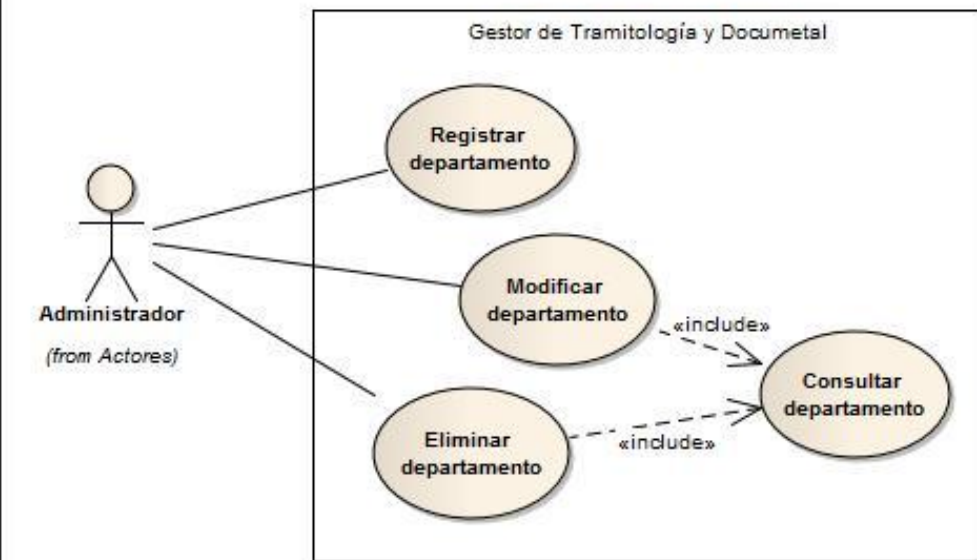 Gestor de Tramitología y Documetal
Registrar
departamento
Modificar
departamento
Administrador
(from Actores)
«include»
Consultar
departamento
Eliminar
departamento
«include»